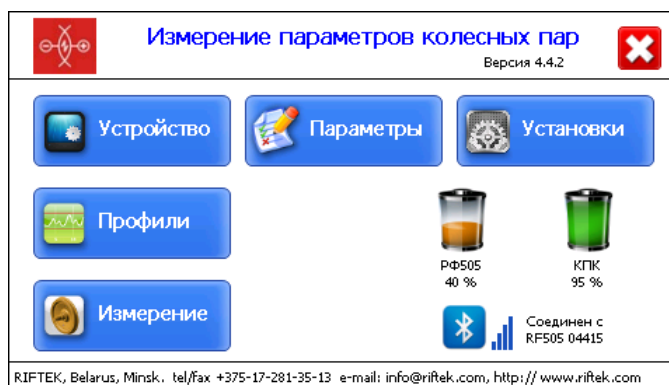 Измерение параметров колесных пар
Версия 4.4.2
Устройство
Параметры
Установки
Профили
РФ505
40 %
КПК
95 %
Измерение
Соединен с
RF505 04415
RIFTEK, Belarus, Minsk. tel/fax +375-17-281-35-13 e-mail: info@riftek.com, http:// www.riftek.com